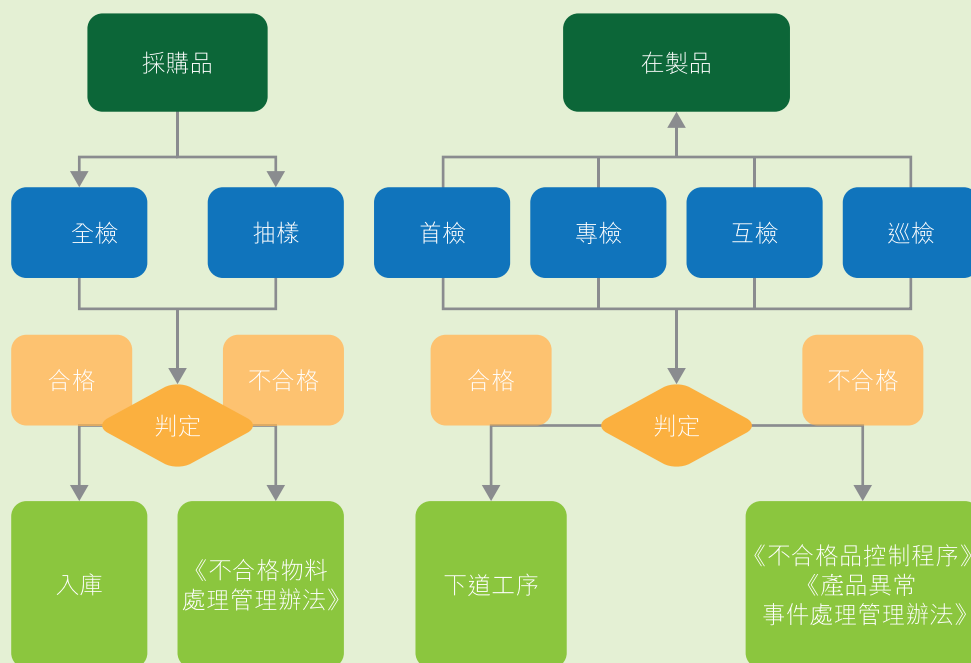 採購品
在製品
全檢
抽樣
首檢
專檢
互檢
巡檢
合格
不合格
合格
不合格
判定
判定
入庫
《不合格物料
處理管理辦法》
下道工序
《不合格品控制程序》
《產品異常
事件處理管理辦法》